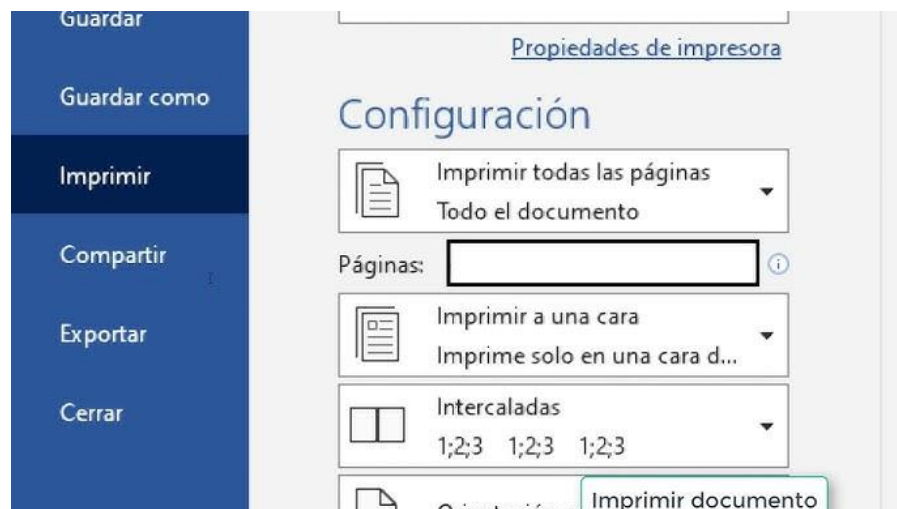 Guardar
Guardar como
Imprimir
Compartir
Exportar
Cerrar
Propiedades de impresora
Configuración
Imprimir todas las páginas
Todo el documento
Páginas:
Imprimir a una cara
Imprime solo en una cara d...
Intercaladas
1;2;3 1;2;3 1;2;3
Imprimir documento